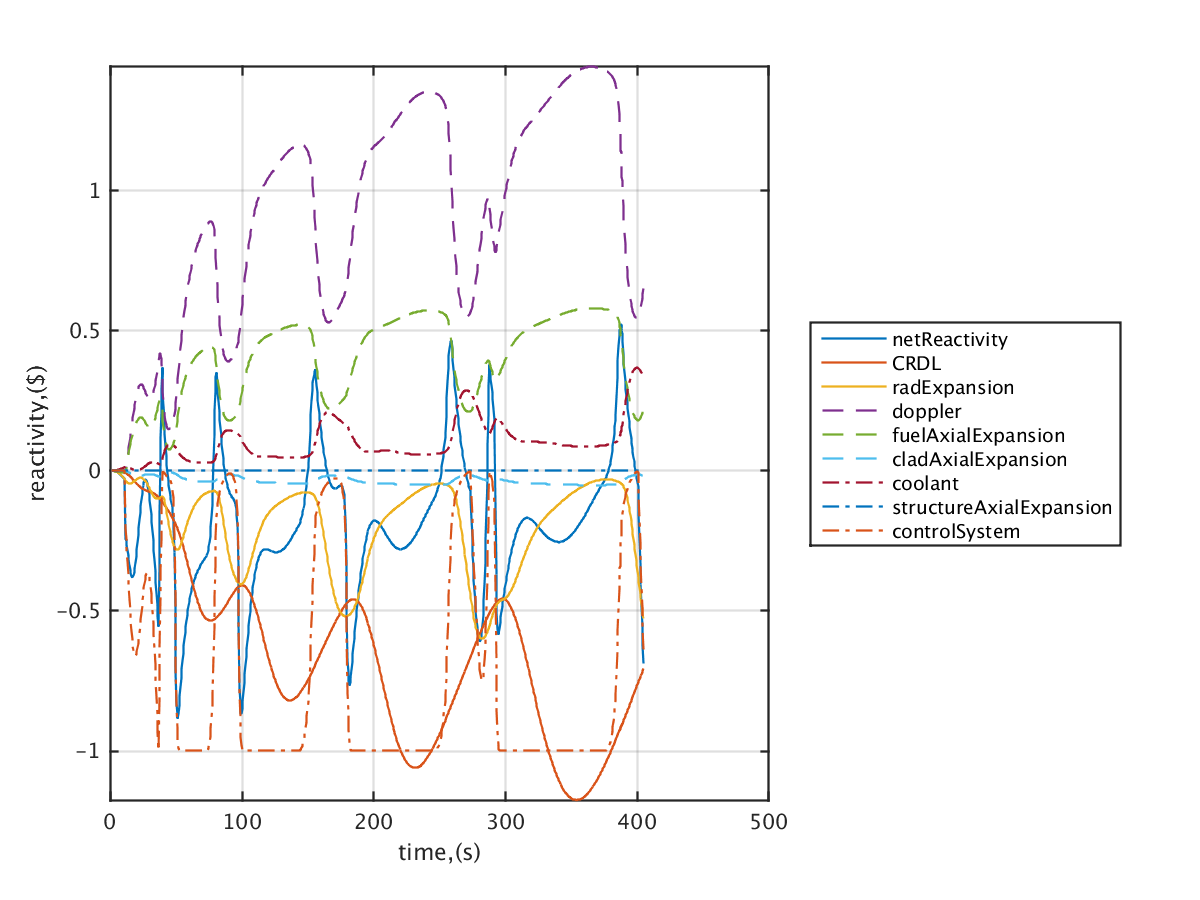 1
0.5
0
−0.5
−1
0 100 200 300 400 500
time,(s)
reactivity,($)
netReactivity
CRDL
radExpansion
doppler
fuelAxialExpansion
cladAxialExpansion
coolant
structureAxialExpansion
controlSystem